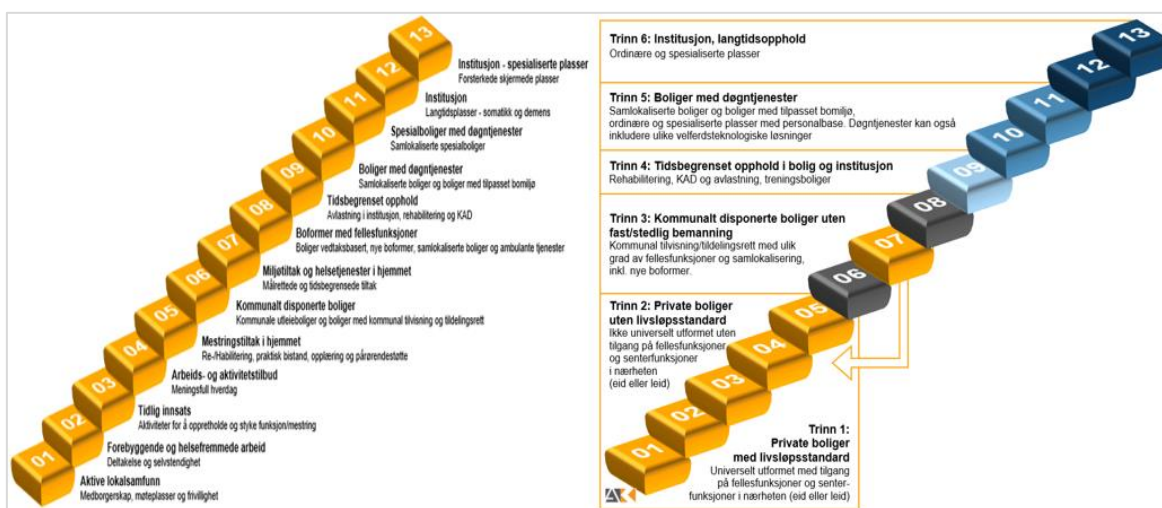 13
Institusjon - spesialiserte plasser
Forsterkede skjermede plasser
12
Institusjon
Langtidsplasser - somatikk og demens
11
Spesialboliger med døgntjenester
Samlokaliserte spesialboliger
10
Boliger med døgntjenester
Samlokaliserte boliger og boliger med tilpasset bomiljø
09
Tidsbegrenset opphold
Avlastning i institusjon, rehabilitering og KAD
08
Boformer med fellesfunksjoner
Boliger vedtaksbasert, nye boformer, samlokaliserte boliger og ambulante tjenester
07
Miljøtiltak og helsetjenester i hjemmet
Målrettede og tidsbegrensede tiltak
06
Kommunalt disponerte boliger
Kommunale utleieboliger og boliger med kommunal tilvisning og tildelingsrett
05
Mestringstiltak i hjemmet
Re-/Habilitering, praktisk bistand, opplæring og pårørendestøtte
04
Arbeids- og aktivitetstilbud
Meningsfull hverdag
03
Tidlig innsats
Aktiviteter for å oppretholde og styke funksjon/mestring
02
Forebyggende og helsefremmede arbeid
Deltakelse og selvstendighet
01
Aktive lokalsamfunn
Medborgerskap, møteplasser og frivillighet
Trinn 6: Institusjon, langtidsopphold
Ordinære og spesialiserte plasser
Trinn 5: Boliger med døgntjenester
Samlokaliserte boliger og boliger med tilpasset bomiljø,
ordinære og spesialiserte plasser med personalbase. Døgntjenester kan også
inkludere ulike velferdsteknologiske løsninger
Trinn 4: Tidsbegrenset opphold i bolig og institusjon
Rehabilitering, KAD og avlastning, treningsboliger
Trinn 3: Kommunalt disponerte boliger uten
fast/stedlig bemanning
Kommunal tilvisning/tildelingsrett med ulik
grad av fellesfunksjoner og samlokalisering,
inkl. nye boformer.
Trinn 2: Private boliger
uten livsløpsstandard
Ikke universelt utformet uten
tilgang på fellesfunksjoner
og senterfunksjoner
i nærheten
(eid eller leid)
Trinn 1:
Private boliger
med livsløpsstandard
Universelt utformet med tilgang
på fellesfunksjoner og senter-
funksjoner i nærheten (eid eller leid)
13
12
11
10
09
08
07
06
05
04
03
02
01